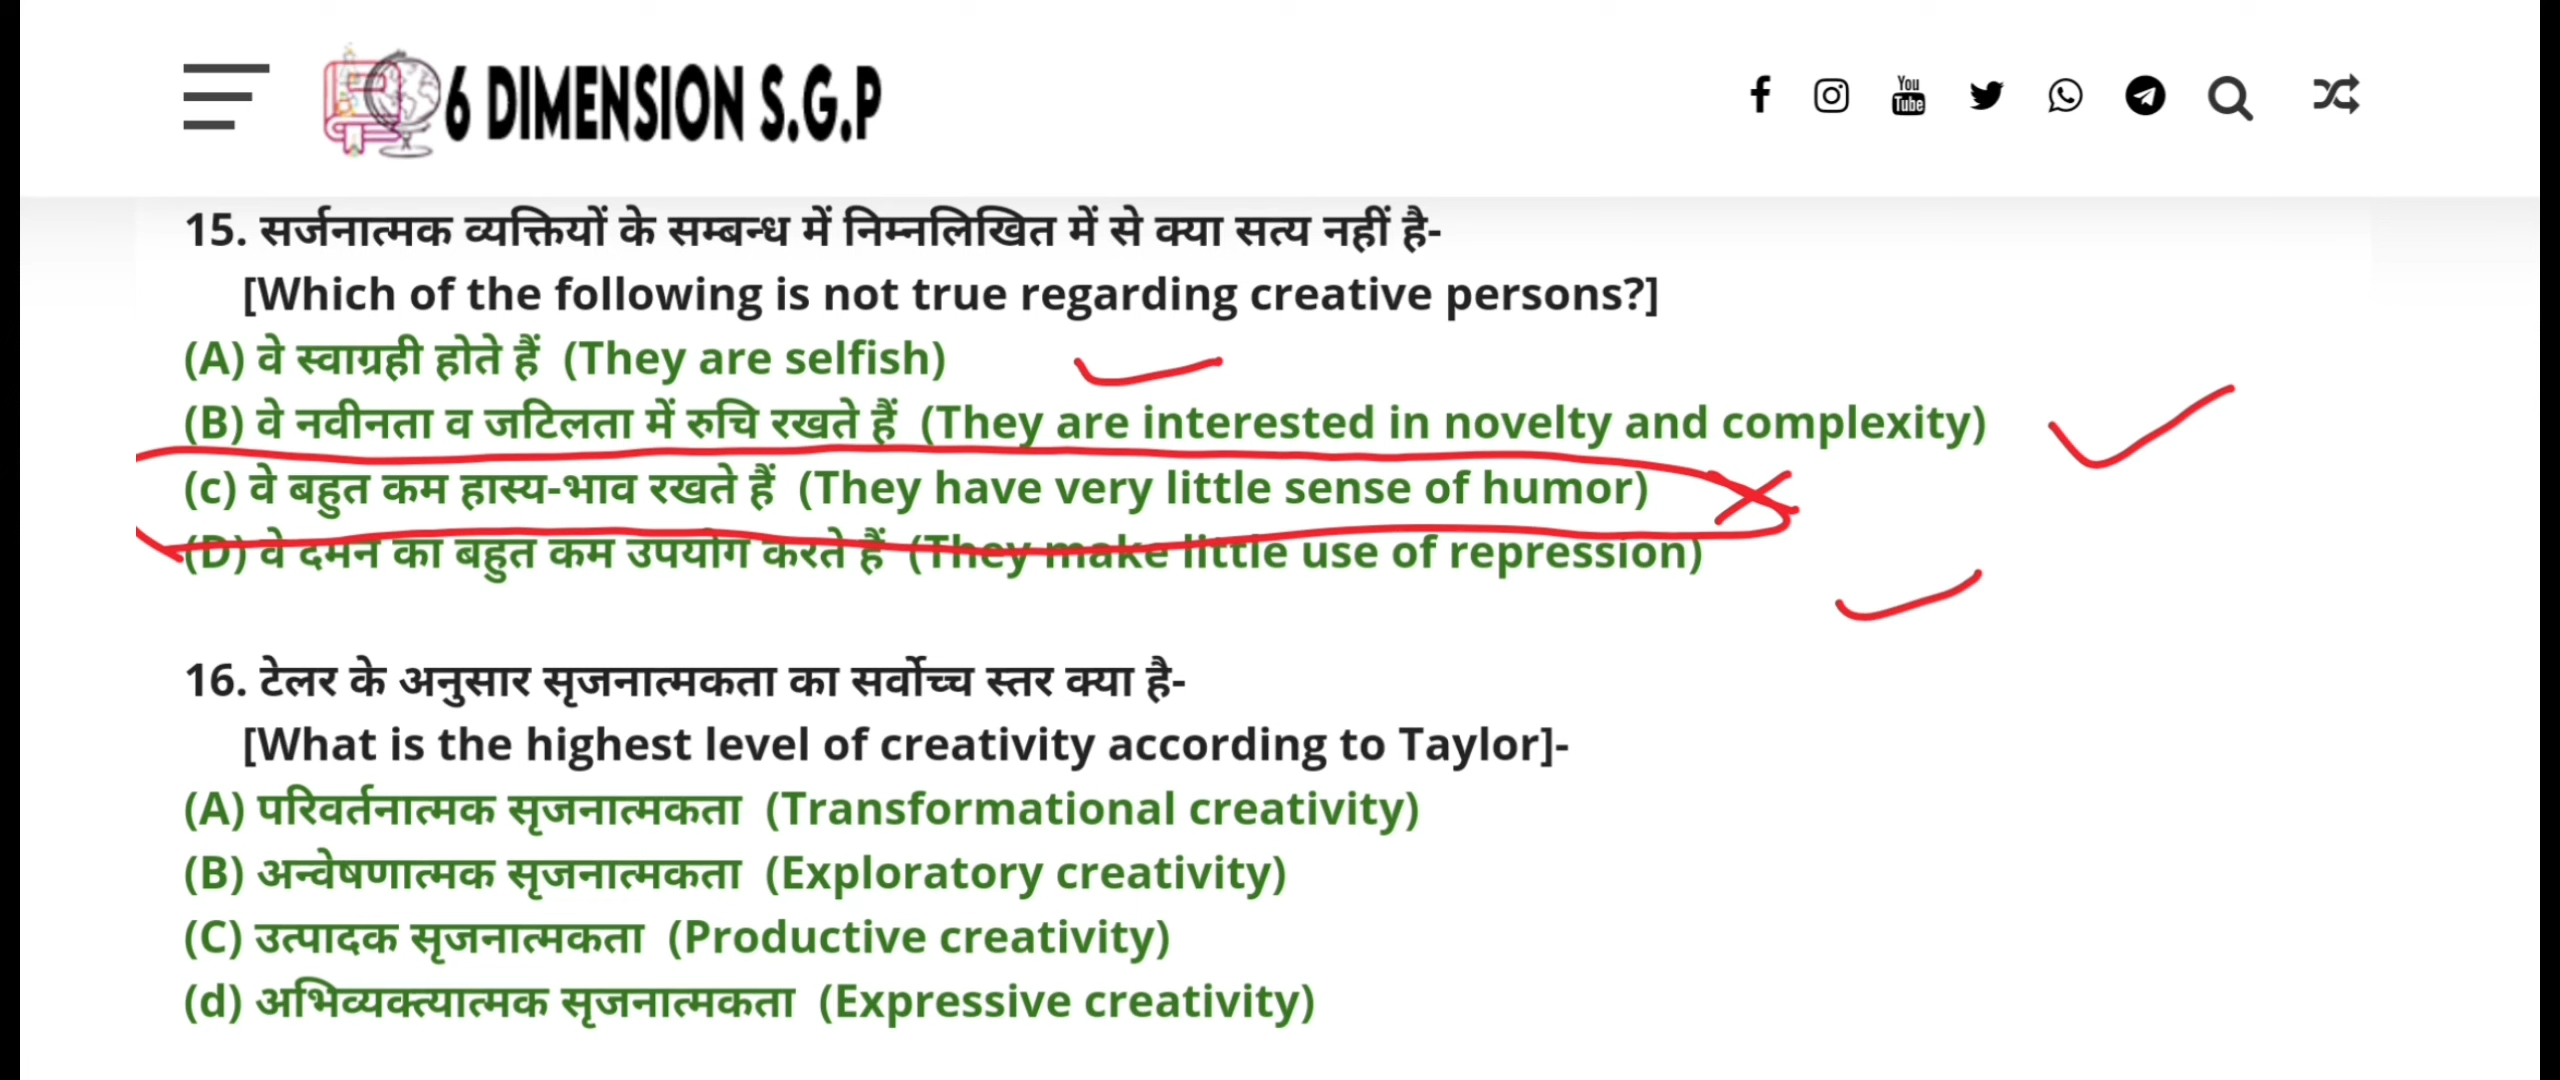 6 DIMENSION S.G.P
You
Tube
15. सर्जनात्मक व्यक्तियों के सम्बन्ध में निम्नलिखित में से क्या सत्य नहीं है-
[Which of the following is not true regarding creative persons?]
(A) वे स्वाग्रही होते हैं (They are selfish)
(B) वे नवीनता व जटिलता में रुचि रखते हैं (They are interested in novelty and complexity)
(c) वे बहुत कम हास्य-भाव रखते हैं (They have very little sense of humor)
(D) वे दमन का बहुत कम उपयोग करते हैं (They make little use of repression)
16. टेलर के अनुसार सृजनात्मकता का सर्वोच्च स्तर क्या है-
[What is the highest level of creativity according to Taylor]-
(A) परिवर्तनात्मक सृजनात्मकता (Transformational creativity)
(B) अन्वेषणात्मक सृजनात्मकता (Exploratory creativity)
(C) उत्पादक सृजनात्मकता (Productive creativity)
(d) अभिव्यक्त्यात्मक सृजनात्मकता (Expressive creativity)